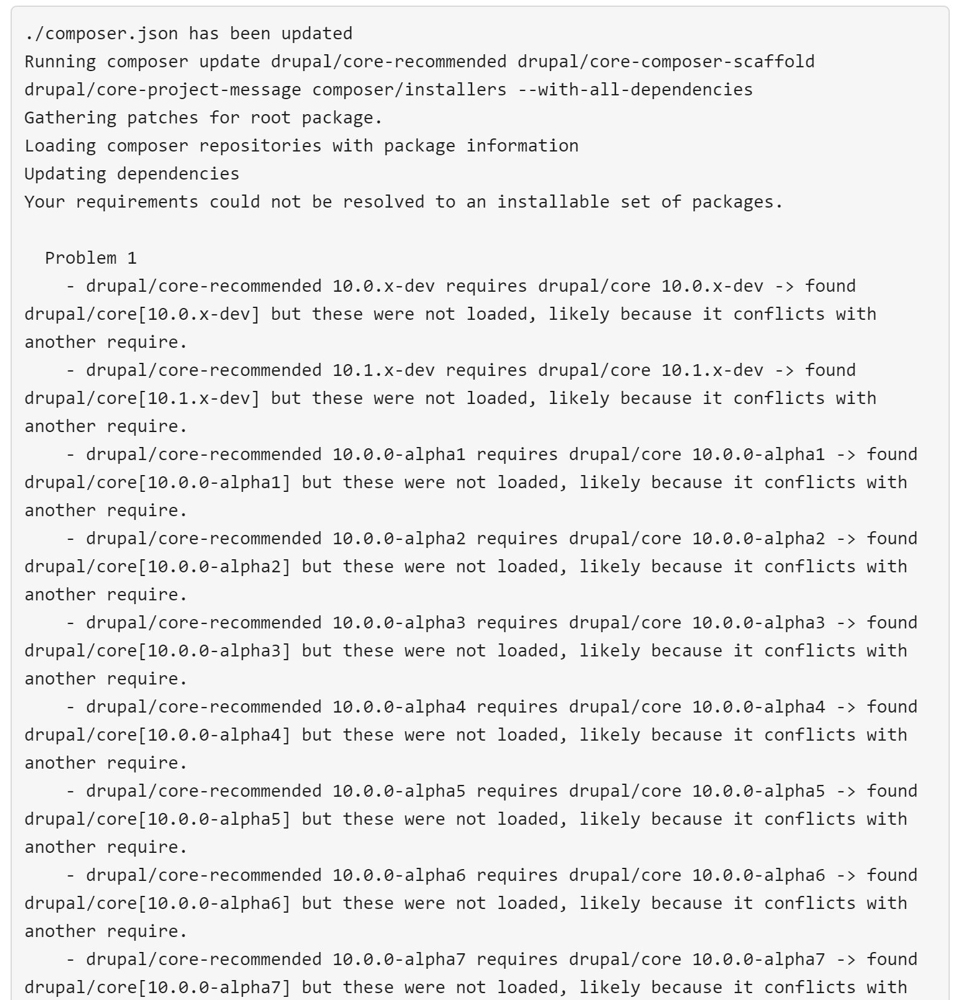 ./composer.json has been updated
Running composer update drupal/core-recommended drupal/core-composer-scaffold
drupal/core-project-message composer/installers --with-all-dependencies
Gathering patches for root package.
Loading composer repositories with package information
Updating dependencies
Your requirements could not be resolved to an installable set of packages.

  Problem 1
    - drupal/core-recommended 10.0.x-dev requires drupal/core 10.0.x-dev -> found
drupal/core[10.0.x-dev] but these were not loaded, likely because it conflicts with
another require.
    - drupal/core-recommended 10.1.x-dev requires drupal/core 10.1.x-dev -> found
drupal/core[10.1.x-dev] but these were not loaded, likely because it conflicts with
another require.
    - drupal/core-recommended 10.0.0-alpha1 requires drupal/core 10.0.0-alpha1 -> found
drupal/core[10.0.0-alpha1] but these were not loaded, likely because it conflicts with
another require.
    - drupal/core-recommended 10.0.0-alpha2 requires drupal/core 10.0.0-alpha2 -> found
drupal/core[10.0.0-alpha2] but these were not loaded, likely because it conflicts with
another require.
    - drupal/core-recommended 10.0.0-alpha3 requires drupal/core 10.0.0-alpha3 -> found
drupal/core[10.0.0-alpha3] but these were not loaded, likely because it conflicts with
another require.
    - drupal/core-recommended 10.0.0-alpha4 requires drupal/core 10.0.0-alpha4 -> found
drupal/core[10.0.0-alpha4] but these were not loaded, likely because it conflicts with
another require.
    - drupal/core-recommended 10.0.0-alpha5 requires drupal/core 10.0.0-alpha5 -> found
drupal/core[10.0.0-alpha5] but these were not loaded, likely because it conflicts with
another require.
    - drupal/core-recommended 10.0.0-alpha6 requires drupal/core 10.0.0-alpha6 -> found
drupal/core[10.0.0-alpha6] but these were not loaded, likely because it conflicts with
another require.
    - drupal/core-recommended 10.0.0-alpha7 requires drupal/core 10.0.0-alpha7 -> found
drupal/core[10.0.0-alpha7] but these were not loaded, likely because it conflicts with